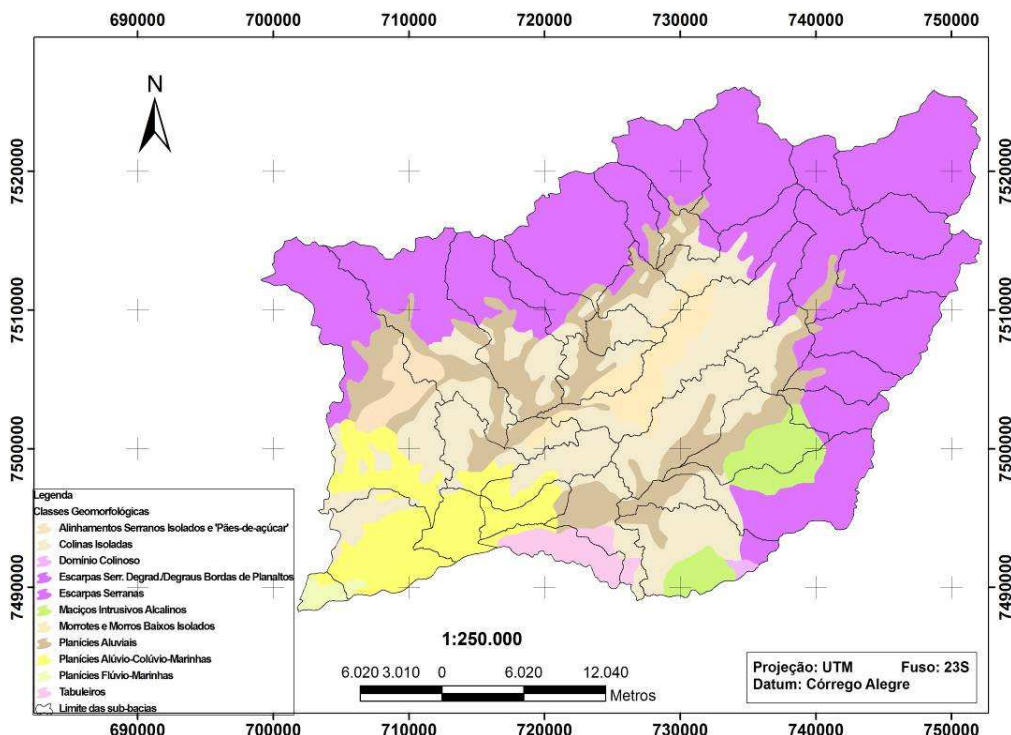 690000 700000 710000 720000 730000 740000 750000
N
7520000 7520000
7510000 7510000
7500000 7500000
7490000 7490000
Legenda
Classes Geomorfológicas
Alinhamentos Serranos Isolados e 'Pães-de-açúcar'
Colinas Isoladas
Domínio Colinoso
Escarpas Serr. Degrad./Degraus Bordas de Planaltos
Escarpas Serranas
Maciços Intrusivos Alcalinos
Morrotes e Morros Baixos Isolados
Planícies Aluviais
Planícies Alúvio-Colúvio-Marinhas
Planícies Flúvio-Marinhas
Tabuleiros
Limite das sub-bacias
1:250.000
6.020 3.010 0 6.020 12.040
Metros
Projeção: UTM Fuso: 23S
Datum: Córrego Alegre
690000 700000 710000 720000 730000 740000 750000